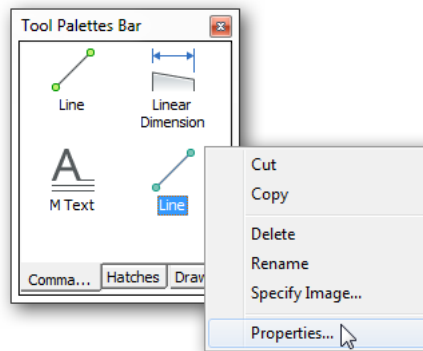 Tool Palettes Bar
Line
Linear
Dimension
M Text
Line
Comma...
Hatches
Draw
Cut
Copy
Delete
Rename
Specify Image...
Properties...